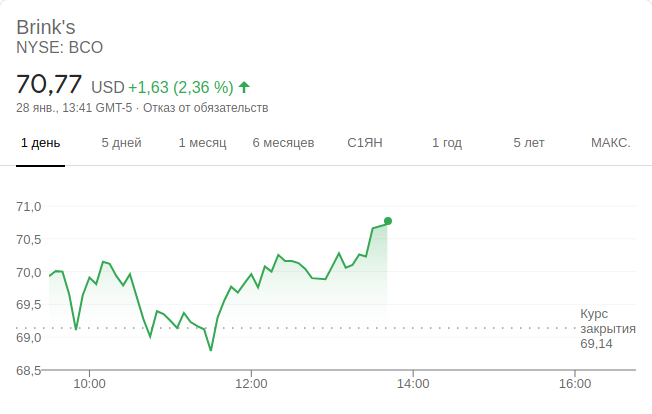 Brink's
NYSE: BCO
70,77 USD +1,63 (2,36 %)
28 янв., 13:41 GMT-5 · Отказ от обязательств
1 день 5 дней 1 месяц 6 месяцев С1ЯН 1 год 5 лет МАКС.
71,0
70,5
70,0
69,5
69,0
68,5
Курс
закрытия
69,14
10:00 12:00 14:00 16:00